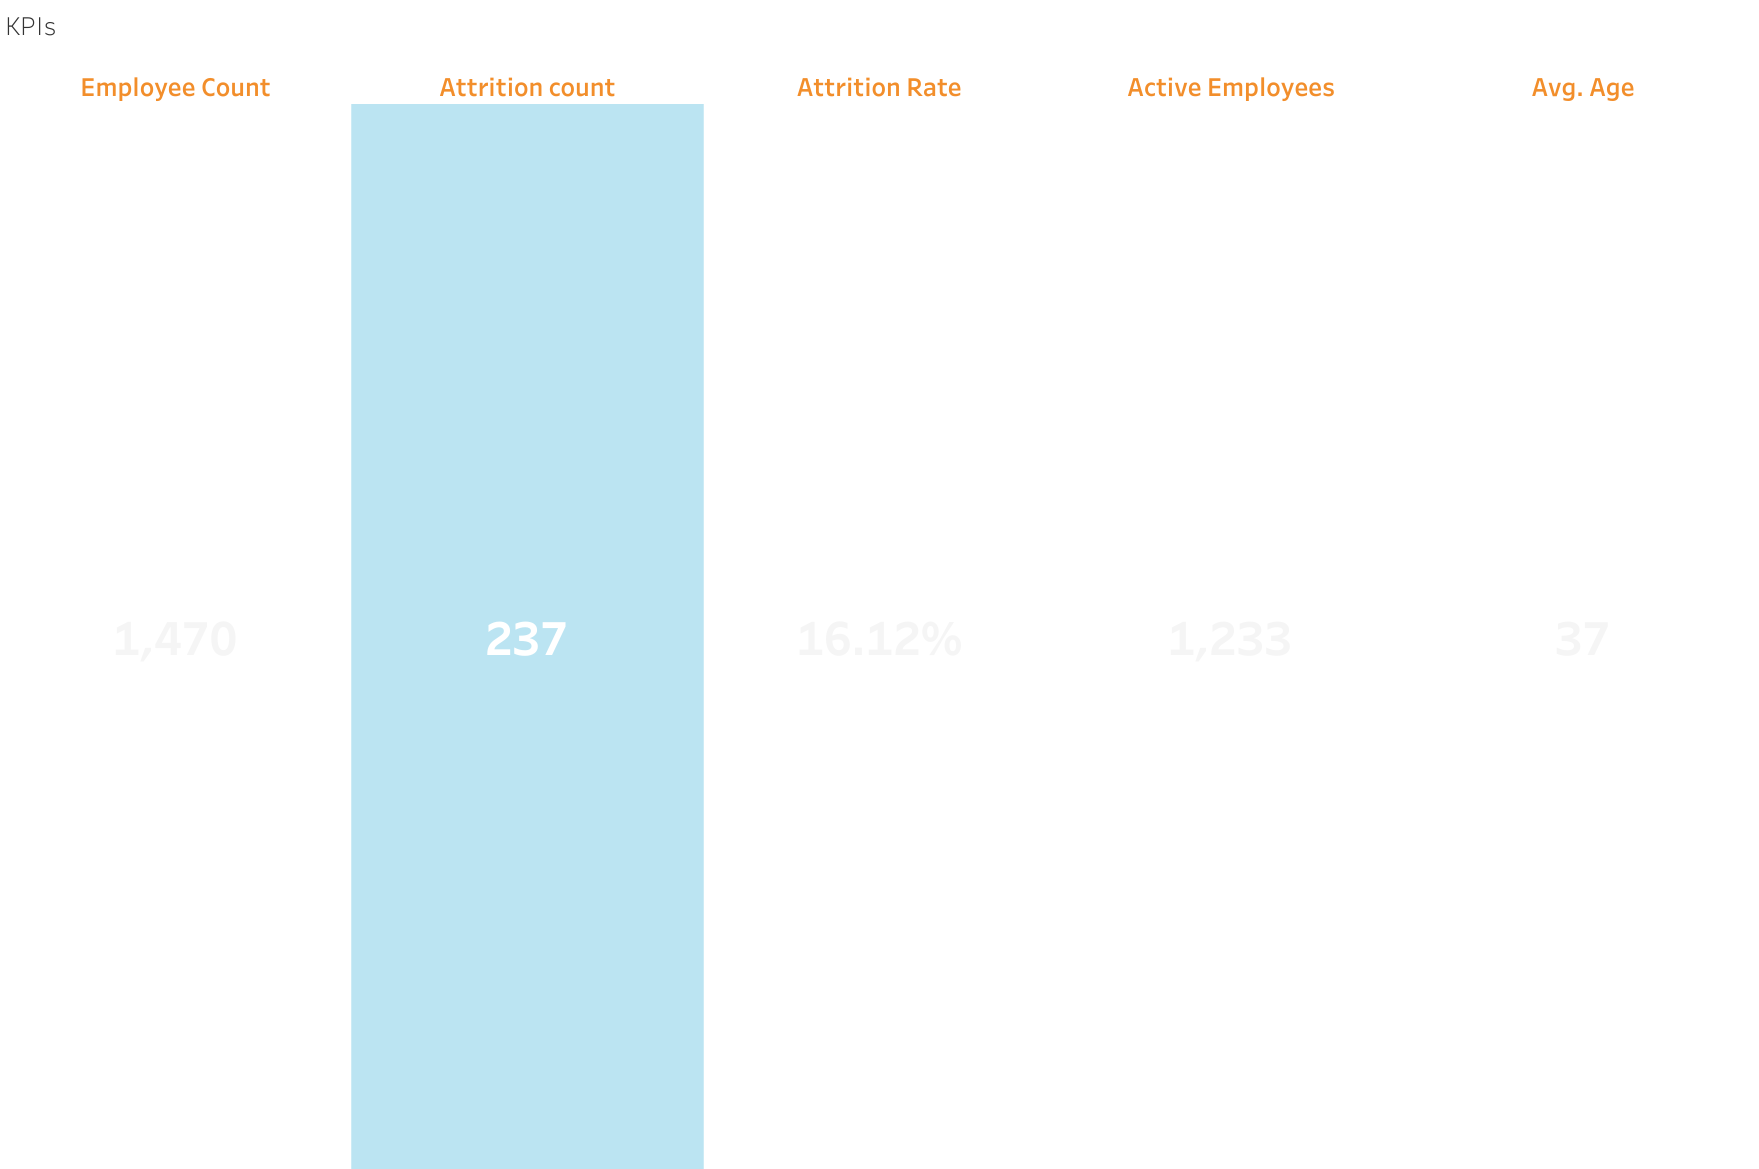 KPIs
Employee Count Attrition count Attrition Rate Active Employees Avg. Age
1,470 237 16.12% 1,233 37